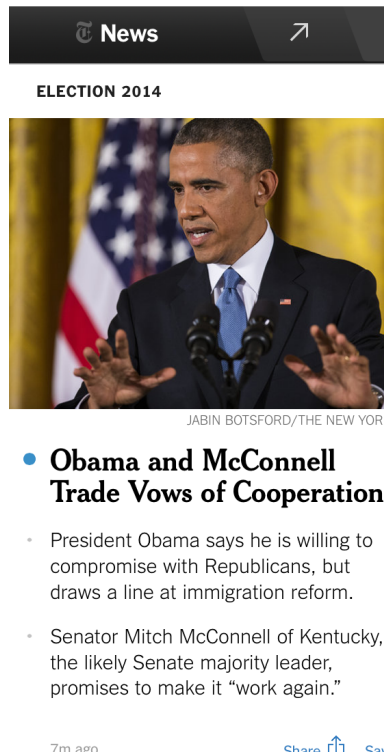 T News
ELECTION 2014
JABIN BOTSFORD/THE NEW YOR
Obama and McConnell
Trade Vows of Cooperation
President Obama says he is willing to
compromise with Republicans, but
draws a line at immigration reform.
Senator Mitch McConnell of Kentucky,
the likely Senate majority leader,
promises to make it “work again.”
7m ago Share Sav